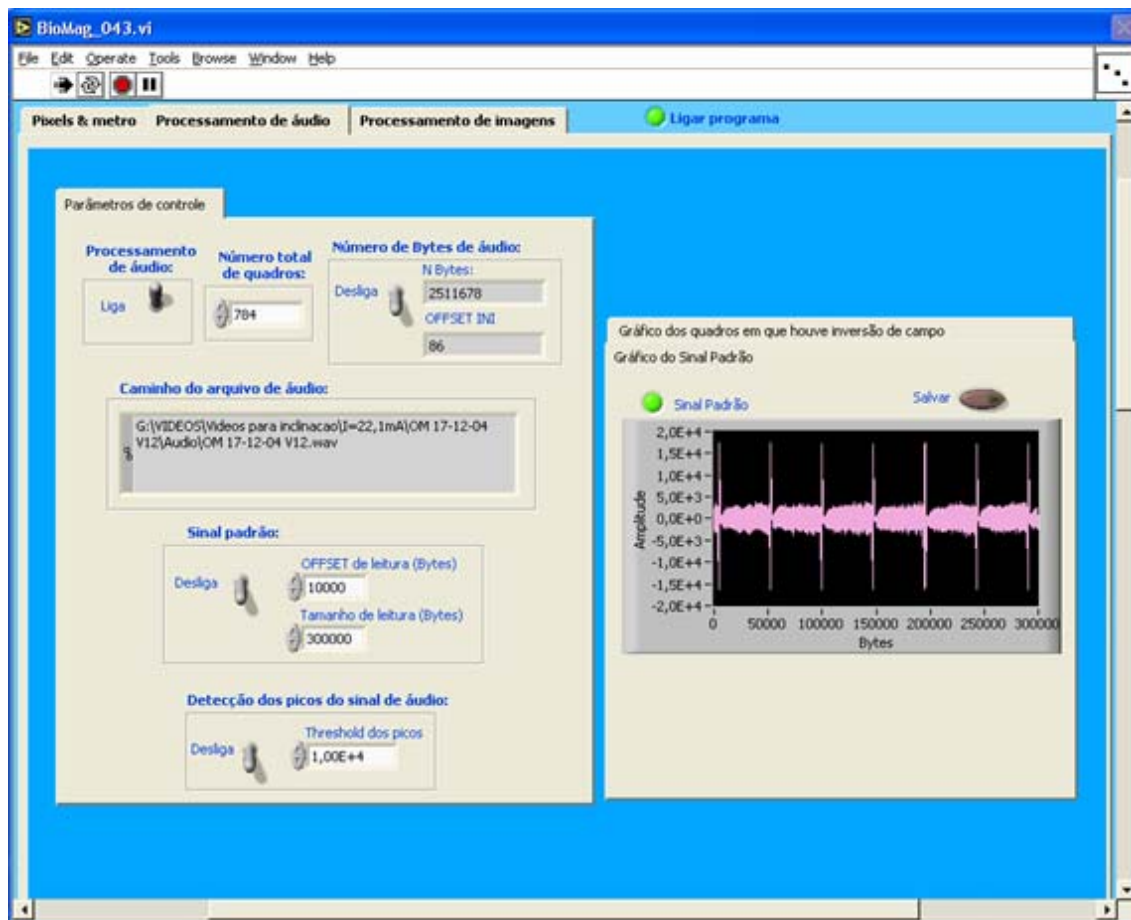 BioMag_043.vi
File Edit Operate Tools Browse Window Help
Pixels & metro Processamento de áudio Processamento de imagens Ligar programa
Parâmetros de controle
Processamento
de áudio:
Liga
Número total
de quadros:
784
Número de Bytes de áudio:
Desliga
N Bytes:
2511678
OFFSET INI
86
Caminho do arquivo de áudio:
G:\VIDEOS\Videos para inclinacao\I=22,1mA\OM 17-12-04
V12\Audio\OM 17-12-04 V12.wav
Sinal padrão:
Desliga
OFFSET de leitura (Bytes)
10000
Tamanho de leitura (Bytes)
300000
Detecção dos picos do sinal de áudio:
Desliga
Threshold dos picos
1,00E+4
Gráfico dos quadros em que houve inversão de campo
Gráfico do Sinal Padrão
Sinal Padrão
Salvar
Amplitude
2,0E+4
1,5E+4
1,0E+4
5,0E+3
0,0E+0
-5,0E+3
-1,0E+4
-1,5E+4
-2,0E+4
0 50000 100000 150000 200000 250000 300000
Bytes